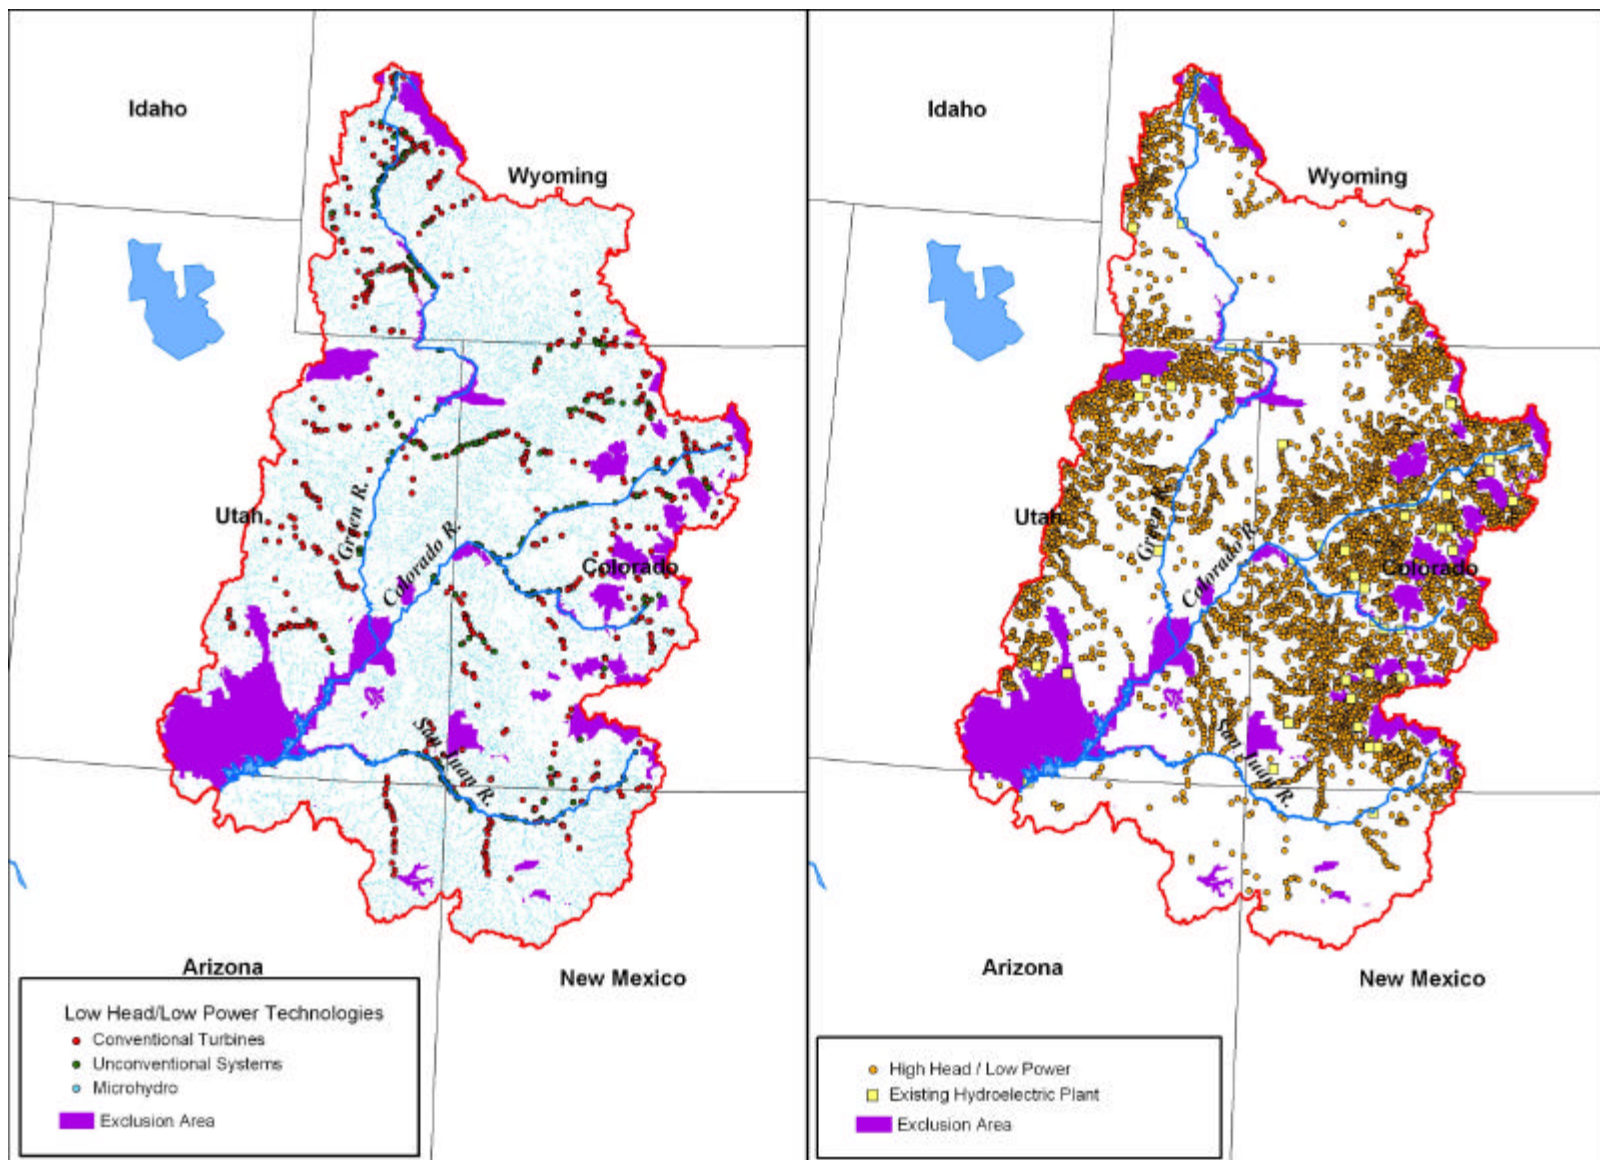 Idaho
Wyoming
Utah
Green R.
Colorado R.
Colorado
San Juan R.
Arizona
New Mexico
Low Head/Low Power Technologies
Conventional Turbines
Unconventional Systems
Microhydro
Exclusion Area
Idaho
Wyoming
Utah
Green R.
Colorado R.
Colorado
San Juan R.
Arizona
New Mexico
High Head / Low Power
Existing Hydroelectric Plant
Exclusion Area